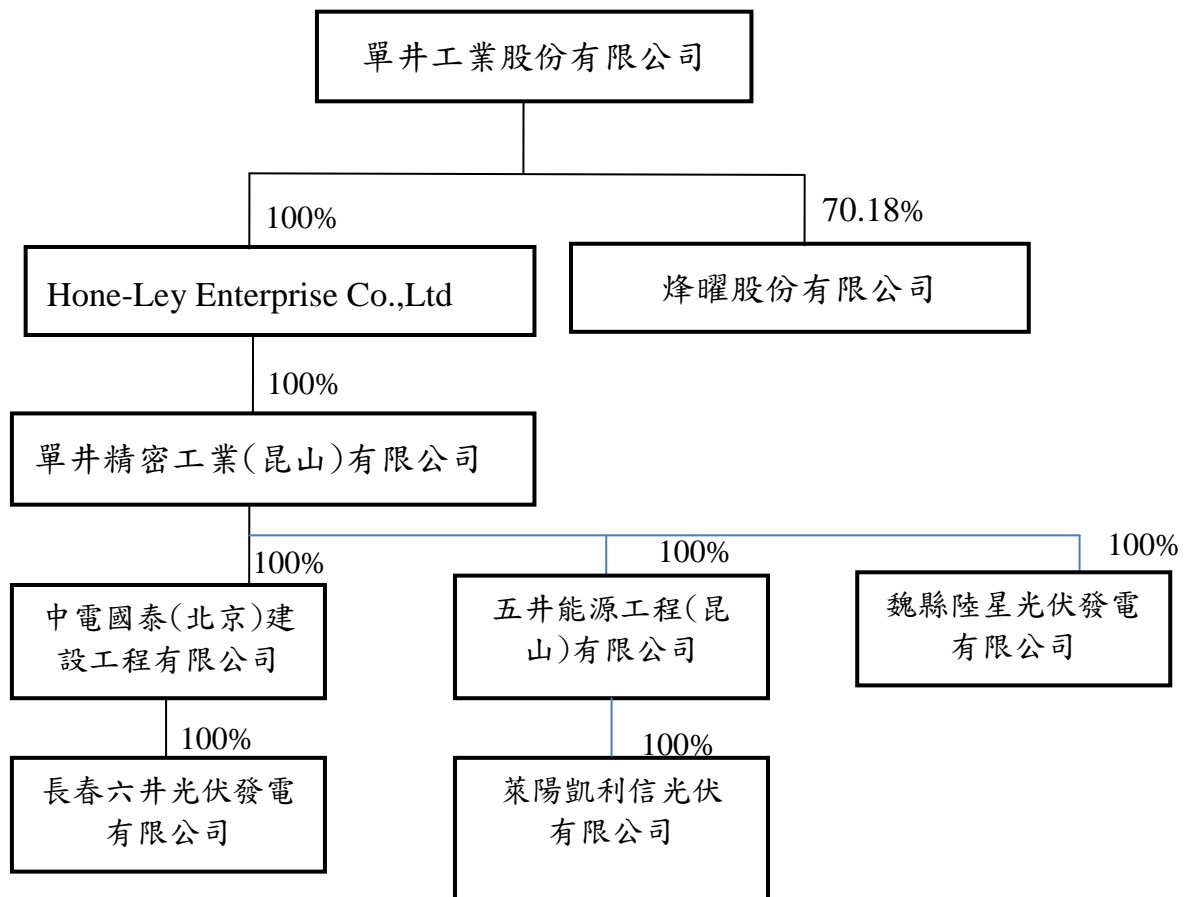 單井工業股份有限公司
100%
70.18%
Hone-Ley Enterprise Co.,Ltd
烽曜股份有限公司
100%
單井精密工業(昆山)有限公司
100%
100%
100%
中電國泰(北京)建
設工程有限公司
五井能源工程(昆
山)有限公司
魏縣陸星光伏發電
有限公司
100%
100%
長春六井光伏發電
有限公司
萊陽凱利信光伏
有限公司